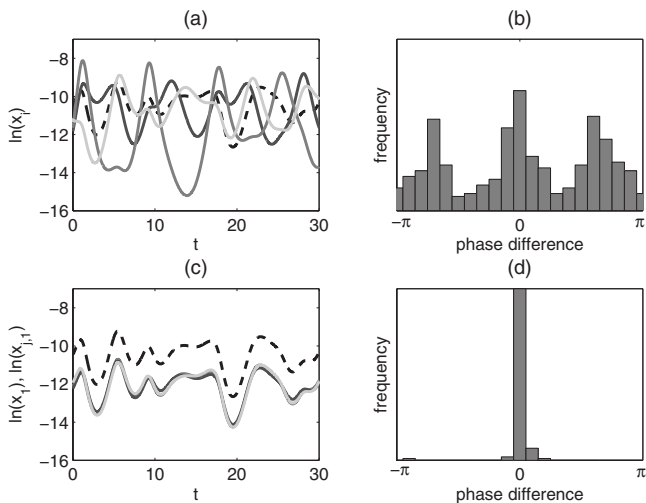 (a)
ln(x_i)
−8
−10
−12
−14
−16
0
10
20
30
t
(b)
frequency
−π
0
π
phase difference
(c)
ln(x_1), ln(x_{j,1})
−8
−10
−12
−14
−16
0
10
20
30
t
(d)
frequency
−π
0
π
phase difference